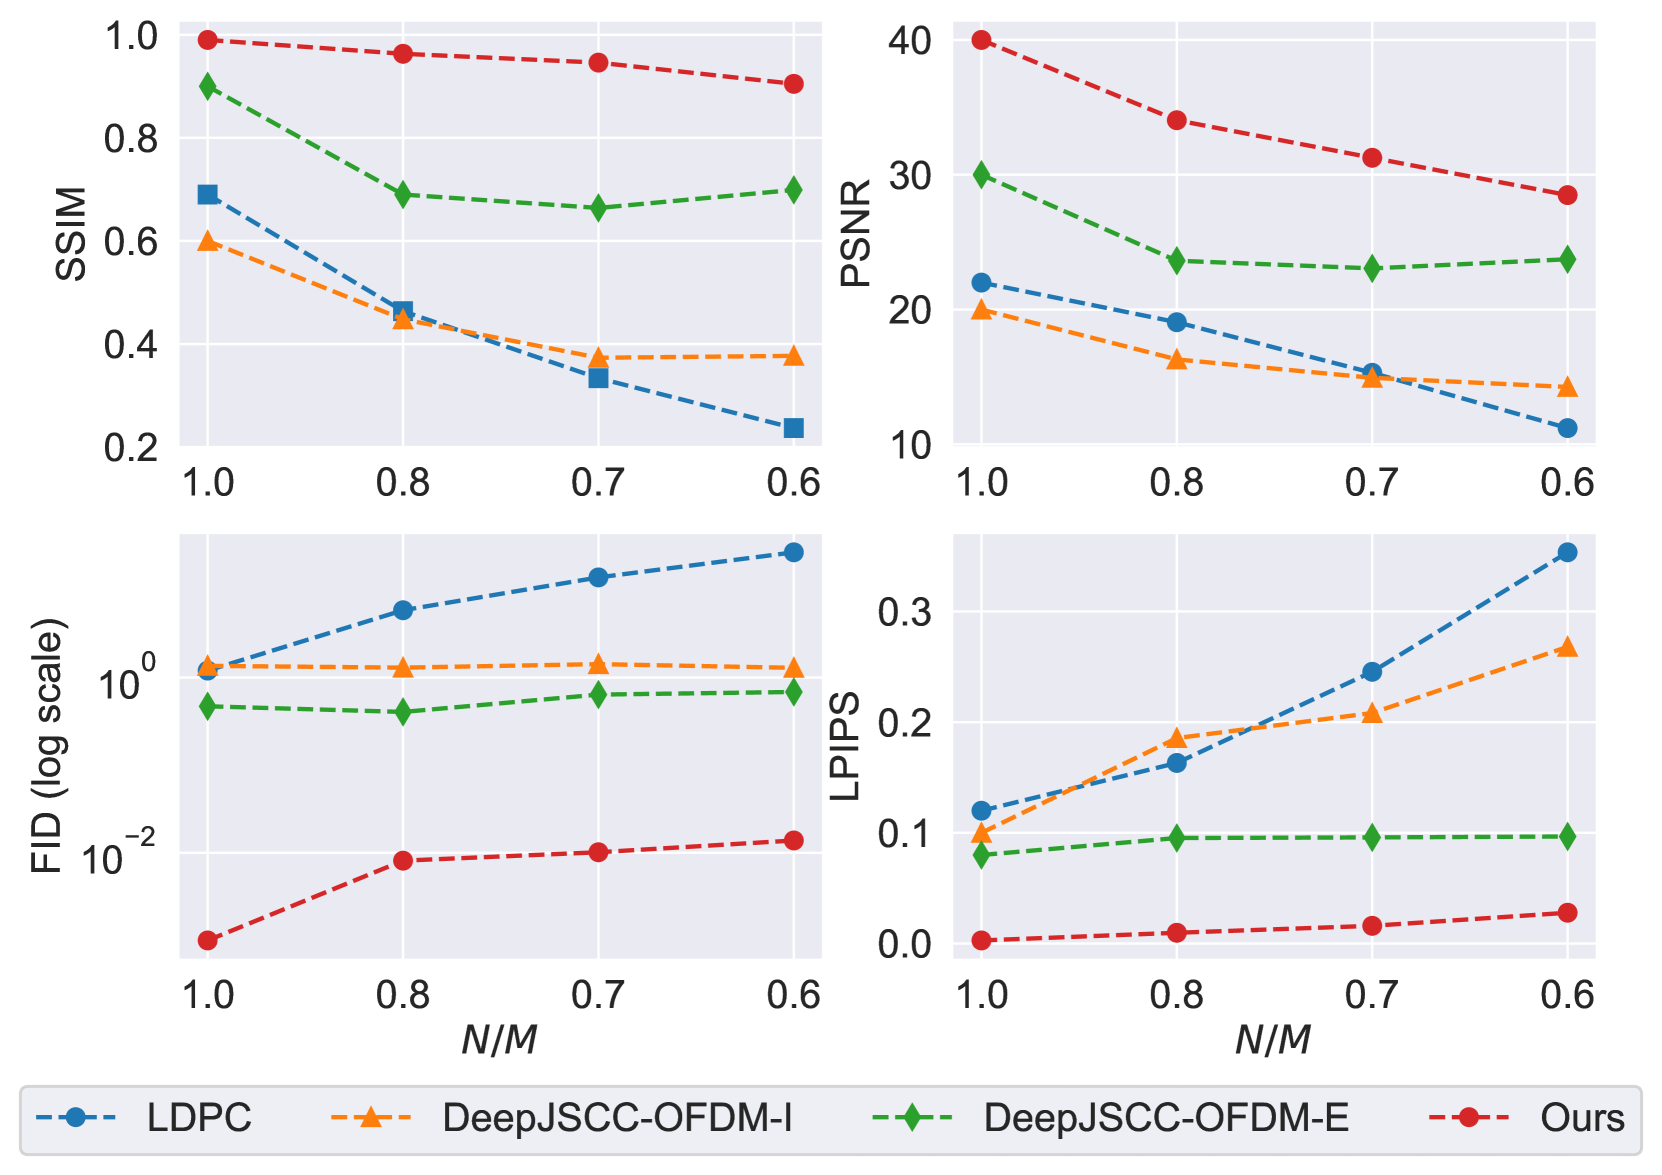 SSIM
1.0
0.8
0.6
0.4
0.2
1.0 0.8 0.7 0.6
PSNR
40
30
20
10
1.0 0.8 0.7 0.6
FID (log scale)
10^0
10^−2
1.0 0.8 0.7 0.6
N/M
LPIPS
0.3
0.2
0.1
0.0
1.0 0.8 0.7 0.6
N/M
LDPC DeepJSCC-OFDM-I DeepJSCC-OFDM-E Ours